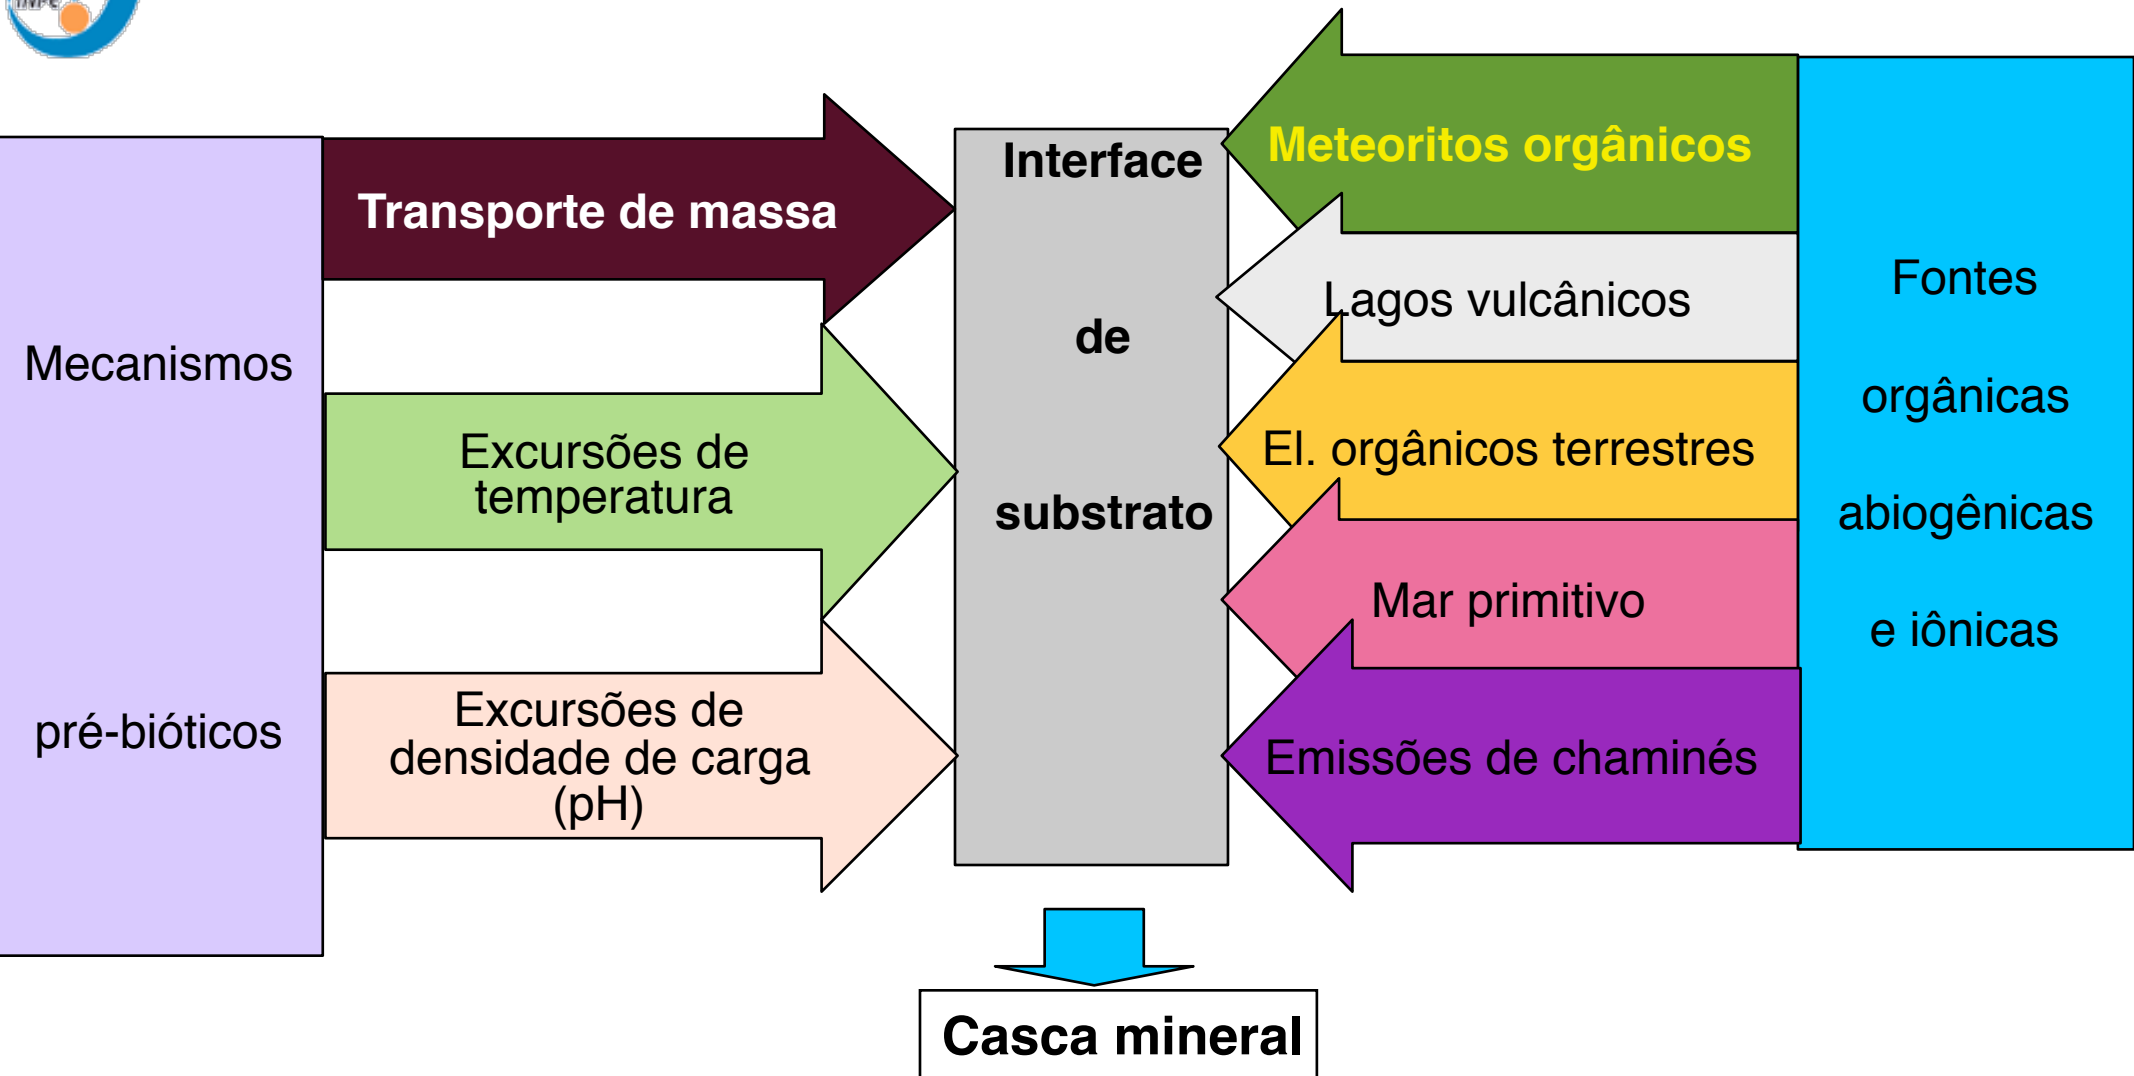 INPE
Mecanismos
pré-bióticos
Transporte de massa
Excursões de
temperatura
Excursões de
densidade de carga
(pH)
Interface
de
substrato
Meteoritos orgânicos
Lagos vulcânicos
El. orgânicos terrestres
Mar primitivo
Emissões de chaminés
Fontes
orgânicas
abiogênicas
e iônicas
Casca mineral